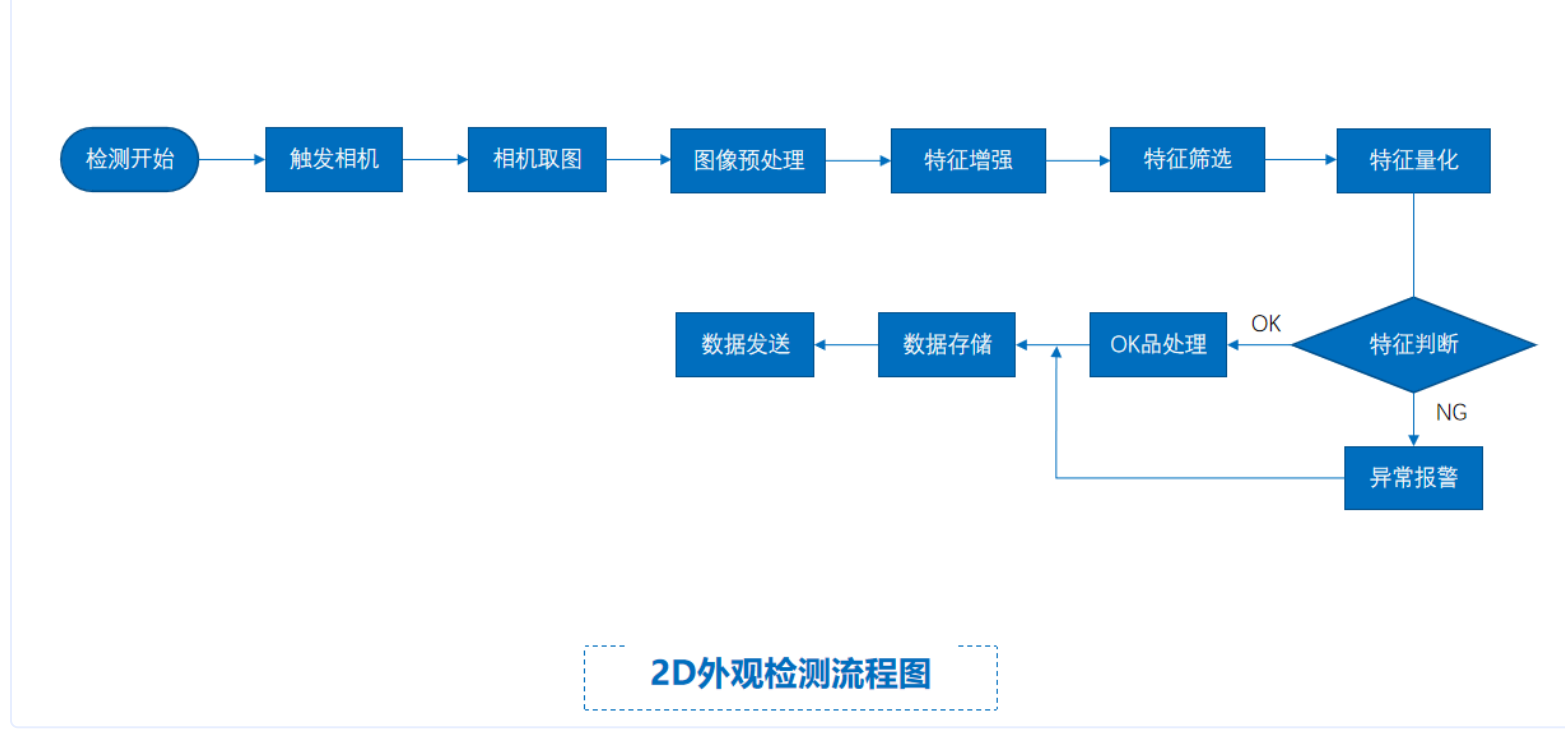 检测开始
触发相机
相机取图
图像预处理
特征增强
特征筛选
特征量化
数据发送
数据存储
OK品处理
OK
特征判断
NG
异常报警
2D外观检测流程图